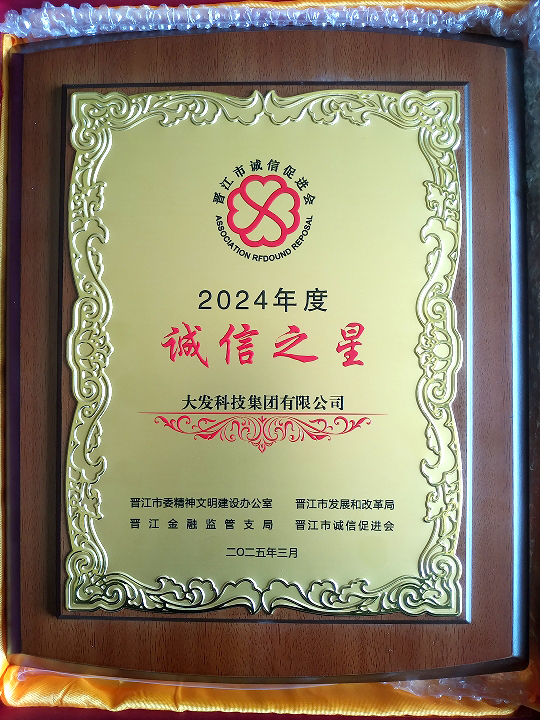 晋江市诚信促进会
ASSOCIATION RFDOUND REPOSAL
2024年度
诚信之星
大发科技集团有限公司
晋江市委精神文明建设办公室 晋江市发展和改革局
晋江金融监管支局 晋江市诚信促进会
二〇二五年三月